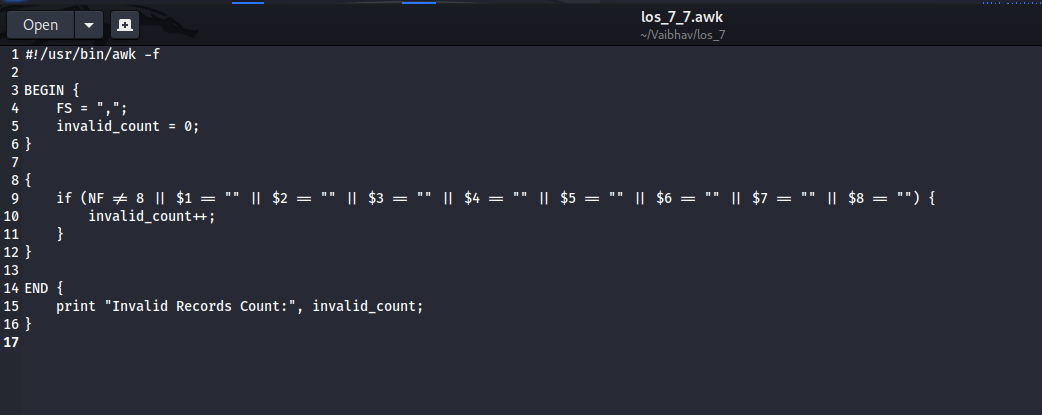 Open
los_7_7.awk
~/Vaibhav/los_7
1 #!/usr/bin/awk -f
2
3 BEGIN {
4     FS = ",";
5     invalid_count = 0;
6 }
7
8 {
9     if (NF != 8 || $1 == "" || $2 == "" || $3 == "" || $4 == "" || $5 == "" || $6 == "" || $7 == "" || $8 == "") {
10         invalid_count++;
11     }
12 }
13
14 END {
15     print "Invalid Records Count:", invalid_count;
16 }
17